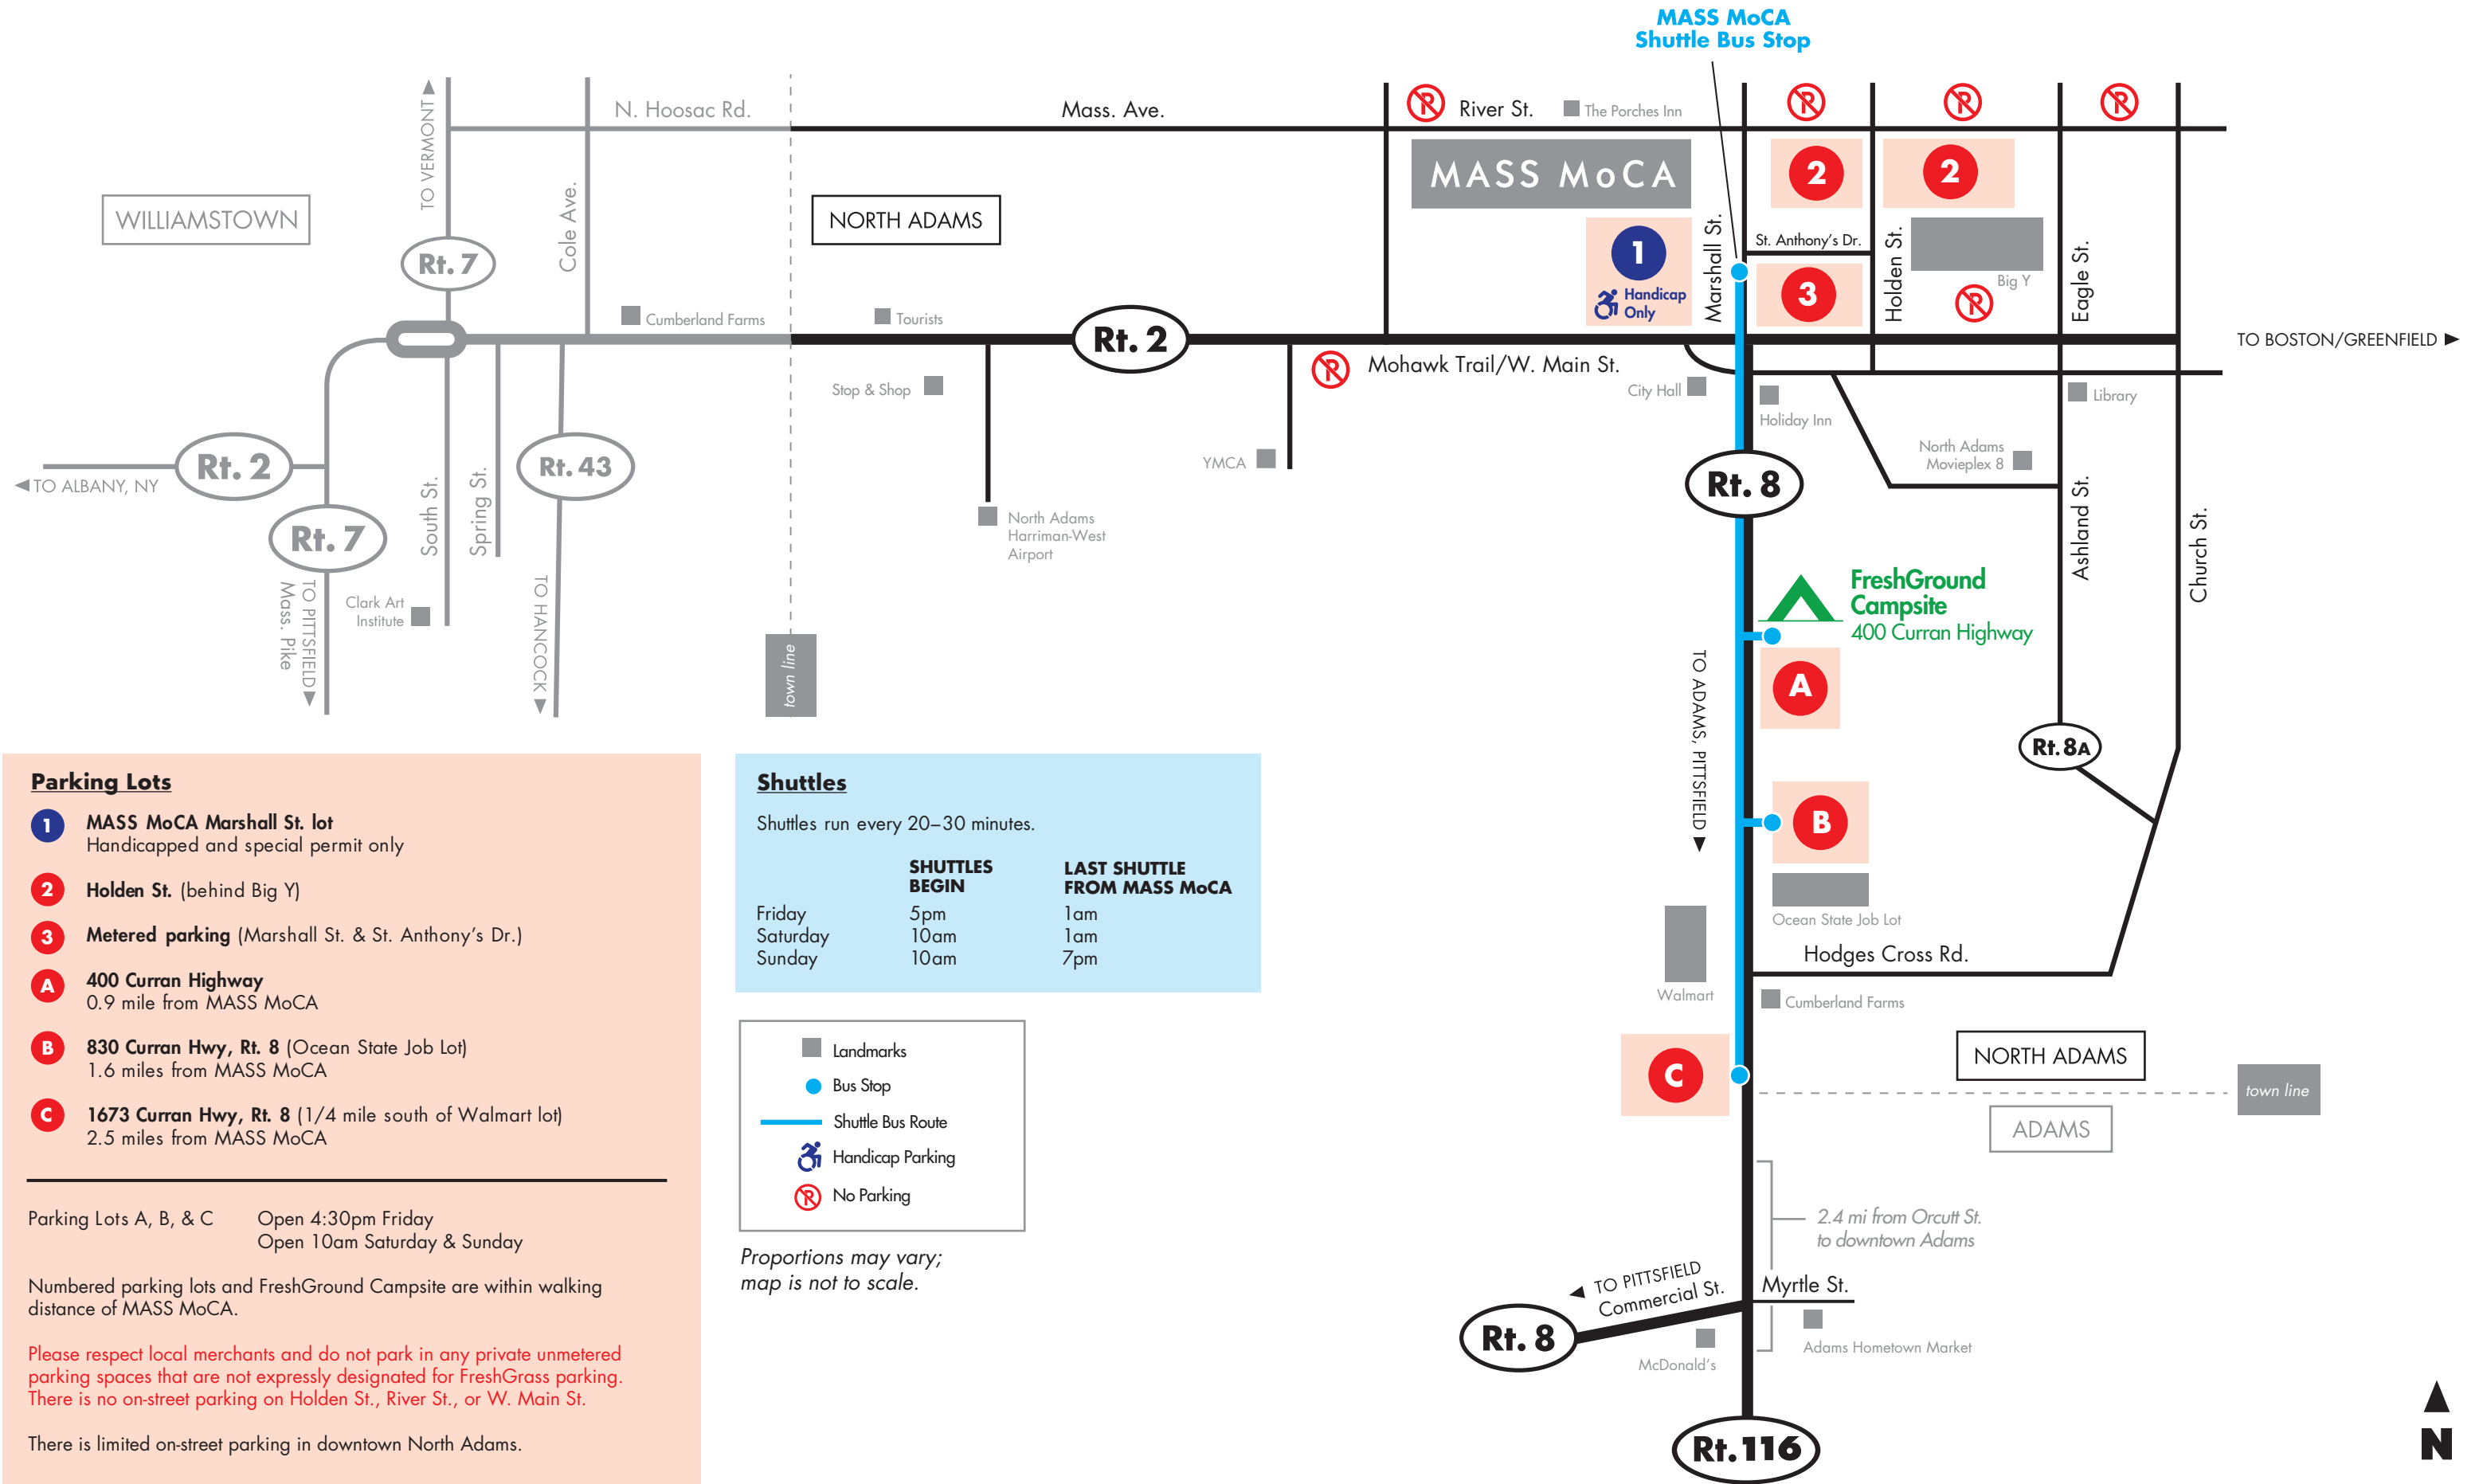 MASS MoCA
Shuttle Bus Stop
TO VERMONT
N. Hoosac Rd.
Mass. Ave.
River St.
The Porches Inn
MASS MoCA
2
2
WILLIAMSTOWN
NORTH ADAMS
Rt. 7
Cole Ave.
1
Handicap
Only
Marshall St.
St. Anthony's Dr.
3
Holden St.
Big Y
Eagle St.
Cumberland Farms
Tourists
Rt. 2
TO BOSTON/GREENFIELD
Mohawk Trail/W. Main St.
Stop & Shop
City Hall
Holiday Inn
Library
YMCA
North Adams
Movieplex 8
Rt. 2
TO ALBANY, NY
Rt. 7
South St.
Spring St.
Rt. 43
Rt. 8
North Adams
Harriman-West
Airport
Ashland St.
Church St.
FreshGround
Campsite
400 Curran Highway
TO PITTSFIELD
Mass. Pike
Clark Art
Institute
TO HANCOCK
town line
TO ADAMS, PITTSFIELD
A
Rt. 8A
B
Ocean State Job Lot
Walmart
Hodges Cross Rd.
Cumberland Farms
C
NORTH ADAMS
town line
ADAMS
2.4 mi from Orcutt St.
to downtown Adams
TO PITTSFIELD
Commercial St.
Myrtle St.
Rt. 8
McDonald's
Adams Hometown Market
Rt. 116
N
Parking Lots
1 MASS MoCA Marshall St. lot
Handicapped and special permit only
2 Holden St. (behind Big Y)
3 Metered parking (Marshall St. & St. Anthony's Dr.)
A 400 Curran Highway
0.9 mile from MASS MoCA
B 830 Curran Hwy, Rt. 8 (Ocean State Job Lot)
1.6 miles from MASS MoCA
C 1673 Curran Hwy, Rt. 8 (1/4 mile south of Walmart lot)
2.5 miles from MASS MoCA
Parking Lots A, B, & C Open 4:30pm Friday
Open 10am Saturday & Sunday
Numbered parking lots and FreshGround Campsite are within walking
distance of MASS MoCA.
Please respect local merchants and do not park in any private unmetered
parking spaces that are not expressly designated for FreshGrass parking.
There is no on-street parking on Holden St., River St., or W. Main St.
There is limited on-street parking in downtown North Adams.
Shuttles
Shuttles run every 20–30 minutes.
SHUTTLES
BEGIN
LAST SHUTTLE
FROM MASS MoCA
Friday 5pm 1am
Saturday 10am 1am
Sunday 10am 7pm
Landmarks
Bus Stop
Shuttle Bus Route
Handicap Parking
No Parking
Proportions may vary;
map is not to scale.